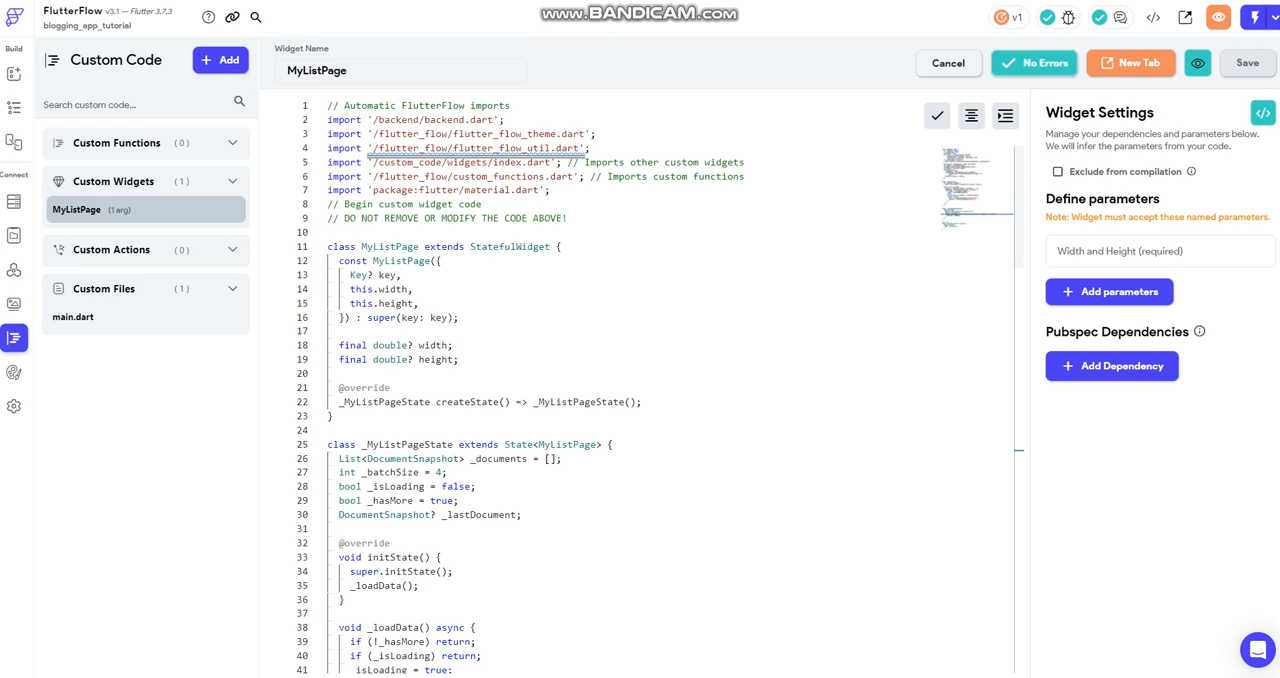 FlutterFlow v3.1 – Flutter 3.7.3
blogging_app_tutorial
www.BANDICAM.com
v1
Build
Connect
Custom Code
+ Add
Search custom code...
Custom Functions (0)
Custom Widgets (1)
MyListPage (1 arg)
Custom Actions (0)
Custom Files (1)
main.dart
Widget Name
MyListPage
Cancel
No Errors
New Tab
Save
1 // Automatic FlutterFlow imports
2 import '/backend/backend.dart';
3 import '/flutter_flow/flutter_flow_theme.dart';
4 import '/flutter_flow/flutter_flow_util.dart';
5 import '/custom_code/widgets/index.dart'; // Imports other custom widgets
6 import '/flutter_flow/custom_functions.dart'; // Imports custom functions
7 import 'package:flutter/material.dart';
8 // Begin custom widget code
9 // DO NOT REMOVE OR MODIFY THE CODE ABOVE!
10
11 class MyListPage extends StatefulWidget {
12 const MyListPage({
13 Key? key,
14 this.width,
15 this.height,
16 }) : super(key: key);
17
18 final double? width;
19 final double? height;
20
21 @override
22 _MyListPageState createState() => _MyListPageState();
23 }
24
25 class _MyListPageState extends State<MyListPage> {
26 List<DocumentSnapshot> _documents = [];
27 int _batchSize = 4;
28 bool _isLoading = false;
29 bool _hasMore = true;
30 DocumentSnapshot? _lastDocument;
31
32 @override
33 void initState() {
34 super.initState();
35 _loadData();
36 }
37
38 void _loadData() async {
39 if (!_hasMore) return;
40 if (_isLoading) return;
41 _isLoading = true;
Widget Settings
Manage your dependencies and parameters below.
We will infer the parameters from your code.
Exclude from compilation
Define parameters
Note: Widget must accept these named parameters.
Width and Height (required)
+ Add parameters
Pubspec Dependencies
+ Add Dependency